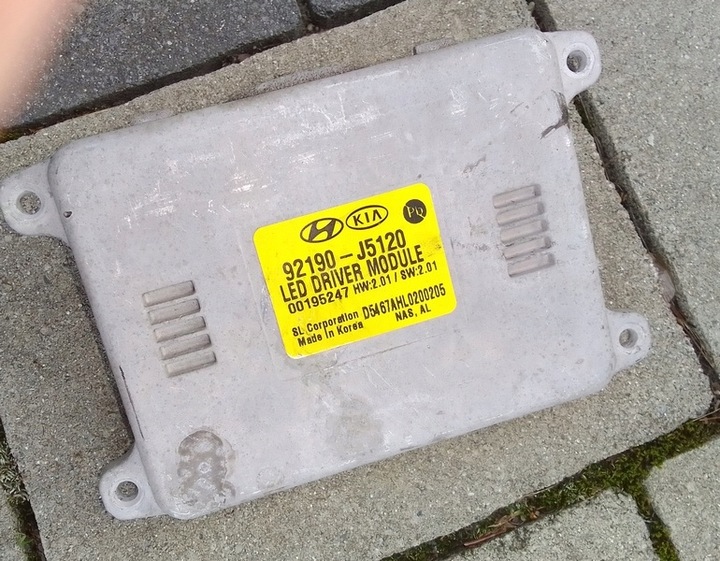 KIA PQ
92190-J5120
LED DRIVER MODULE
00195247 HW:2.01 / SW:2.01
SL Corporation D5467AHL0200205
Made in Korea NAS, AL